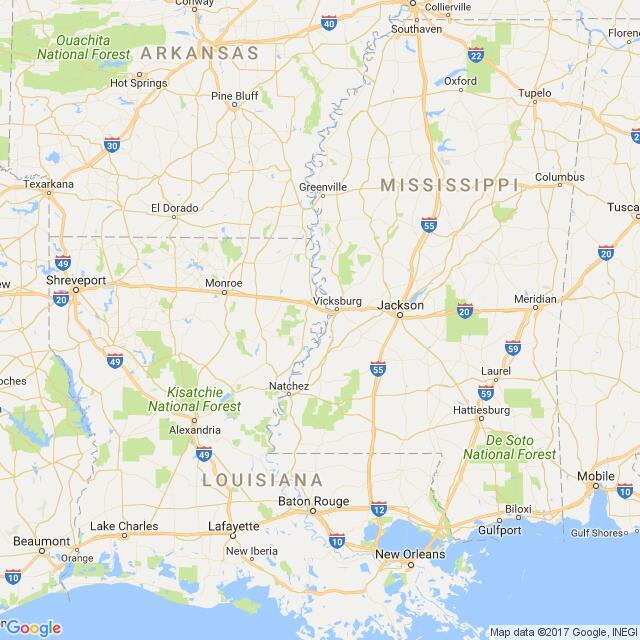 Conway
40
Collierville
Southaven
Ouachita
National Forest
ARKANSAS
Florenc
22
Hot Springs
Oxford
Pine Bluff
Tupelo
30
Texarkana
Greenville
MISSISSIPPI
Columbus
El Dorado
Tusca
55
20
49
Shreveport
Monroe
20
Vicksburg
Jackson
20
Meridian
59
49
55
Laurel
oches
Natchez
59
Kisatchie
National Forest
Hattiesburg
Alexandria
49
De Soto
National Forest
LOUISIANA
Mobile
10
Baton Rouge
12
Biloxi
Lake Charles
Lafayette
Gulfport
Gulf Shores
Beaumont
10
New Iberia
New Orleans
Orange
10
Google
Map data ©2017 Google, INEGI